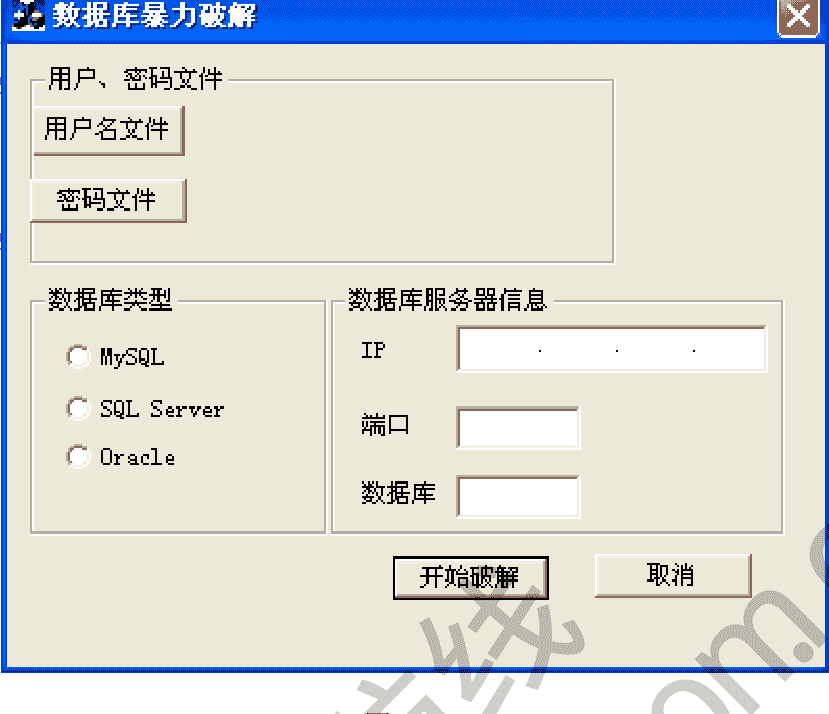 数据库暴力破解
用户、密码文件
用户名文件
密码文件
数据库类型
MySQL
SQL Server
Oracle
数据库服务器信息
IP . . .
端口
数据库
开始破解
取消